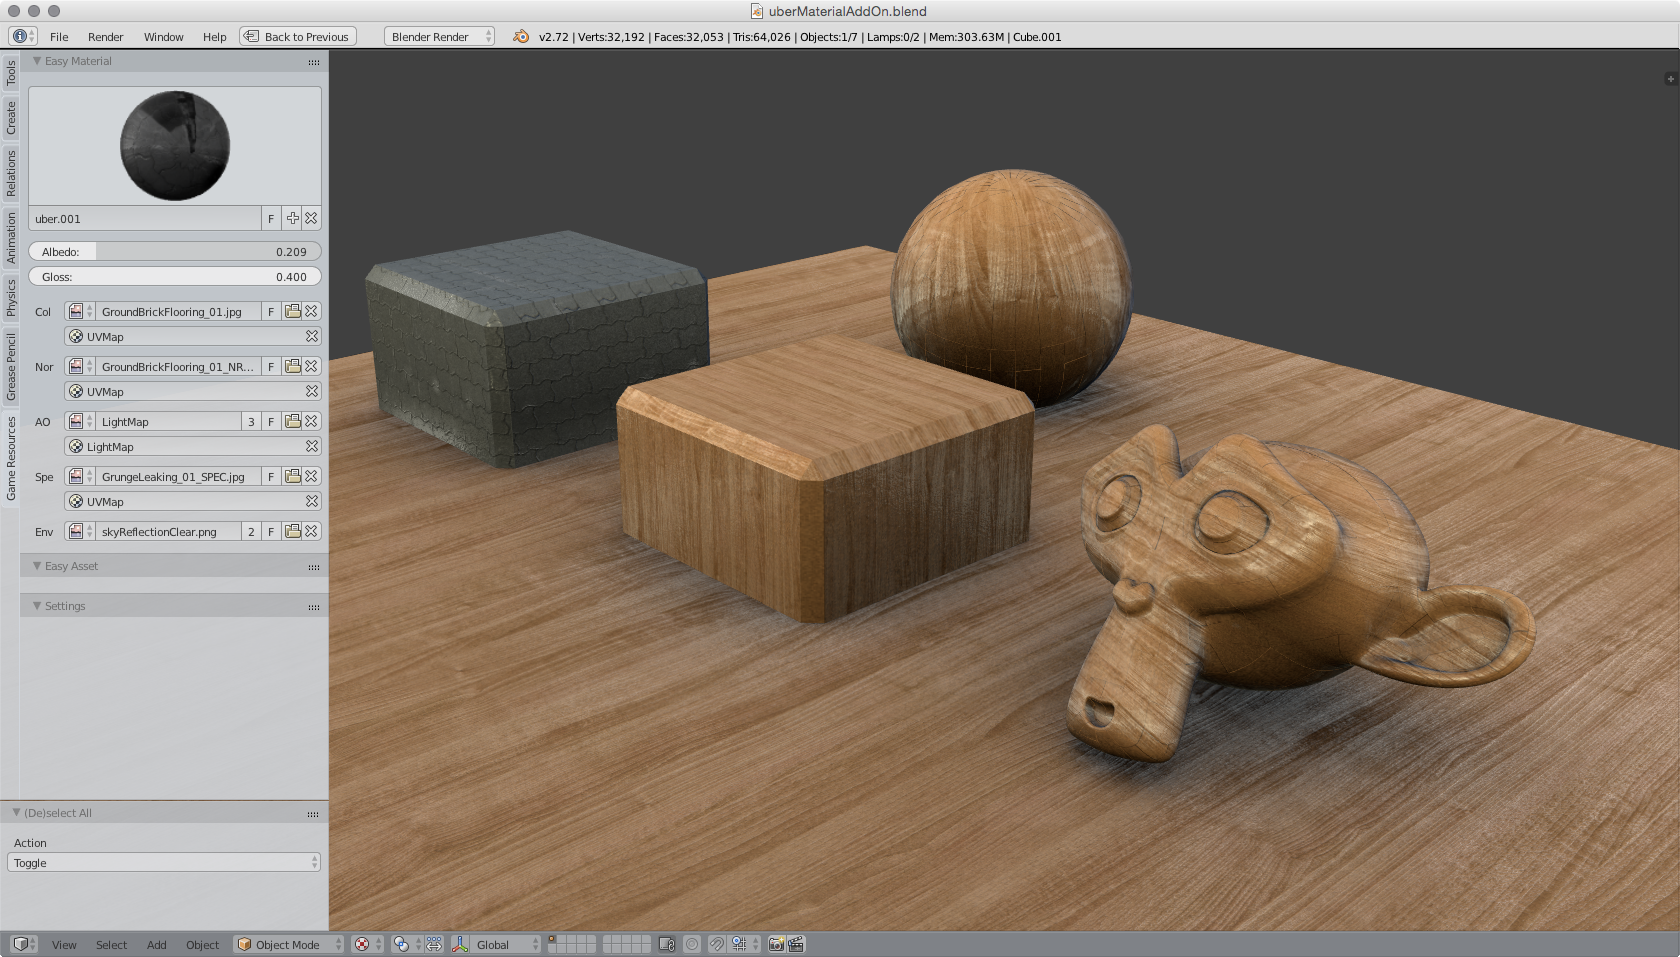 uberMaterialAddOn.blend
File Render Window Help Back to Previous Blender Render v2.72 | Verts:32,192 | Faces:32,053 | Tris:64,026 | Objects:1/7 | Lamps:0/2 | Mem:303.63M | Cube.001
Tools
Create
Relations
Animation
Physics
Grease Pencil
Game Resources
Easy Material
uber.001 F
Albedo: 0.209
Gloss: 0.400
Col GroundBrickFlooring_01.jpg F
UVMap
Nor GroundBrickFlooring_01_NR... F
UVMap
AO LightMap 3 F
LightMap
Spe GrungeLeaking_01_SPEC.jpg F
UVMap
Env skyReflectionClear.png 2 F
Easy Asset
Settings
(De)select All
Action
Toggle
View Select Add Object Object Mode Global